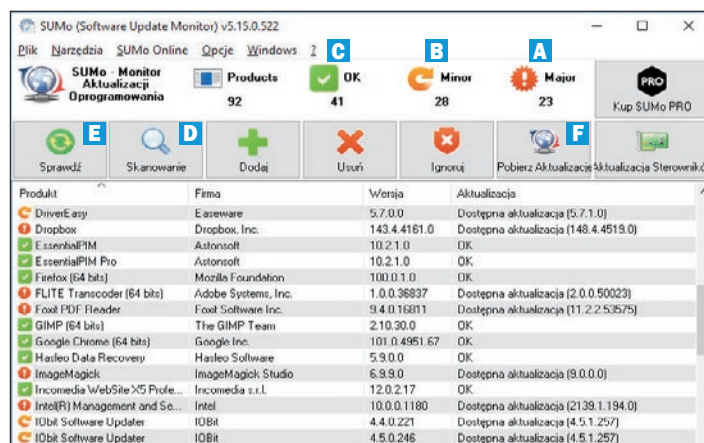 SUMo (Software Update Monitor) v5.15.0.522
Plik Narzędzia SUMo Online Opcje Windows ?
C B A
SUMo - Monitor Aktualizacji Oprogramowania
Products 92
OK 41
Minor 28
Major 23
PRO
Kup SUMo PRO
E D F
Sprawdź Skanowanie Dodaj Usuń Ignoruj Pobierz Aktualizacje Aktualizacja Sterownikó
Produkt Firma Wersja Aktualizacja
DriverEasy Easeware 5.7.0.0 Dostępna aktualizacja (5.7.1.0)
Dropbox Dropbox, Inc. 143.4.4161.0 Dostępna aktualizacja (148.4.4519.0)
EssentialPIM Astonsoft 10.2.1.0 OK
EssentialPIM Pro Astonsoft 10.2.1.0 OK
Firefox (64 bits) Mozilla Foundation 100.0.1.0 OK
FLITE Transcoder (64 bits) Adobe Systems, Inc. 1.0.0.36837 Dostępna aktualizacja (2.0.0.50023)
Foxit PDF Reader Foxit Software Inc. 9.4.0.16811 Dostępna aktualizacja (11.2.2.53575)
GIMP (64 bits) The GIMP Team 2.10.30.0 OK
Google Chrome (64 bits) Google Inc. 101.0.4951.67 OK
Hasleo Data Recovery Hasleo Software 5.9.0.0 OK
ImageMagick ImageMagick Studio 6.9.9.0 Dostępna aktualizacja (9.0.0.0)
Incomedia WebSite X5 Profe... Incomedia s.r.l. 12.0.2.17 OK
Intel(R) Management and Se... Intel 10.0.0.1180 Dostępna aktualizacja (2139.1.194.0)
IObit Software Updater IOBit 4.4.0.221 Dostępna aktualizacja (4.5.1.257)
IObit Software Updater IOBit 4.5.0.246 Dostępna aktualizacja (4.5.1.257)